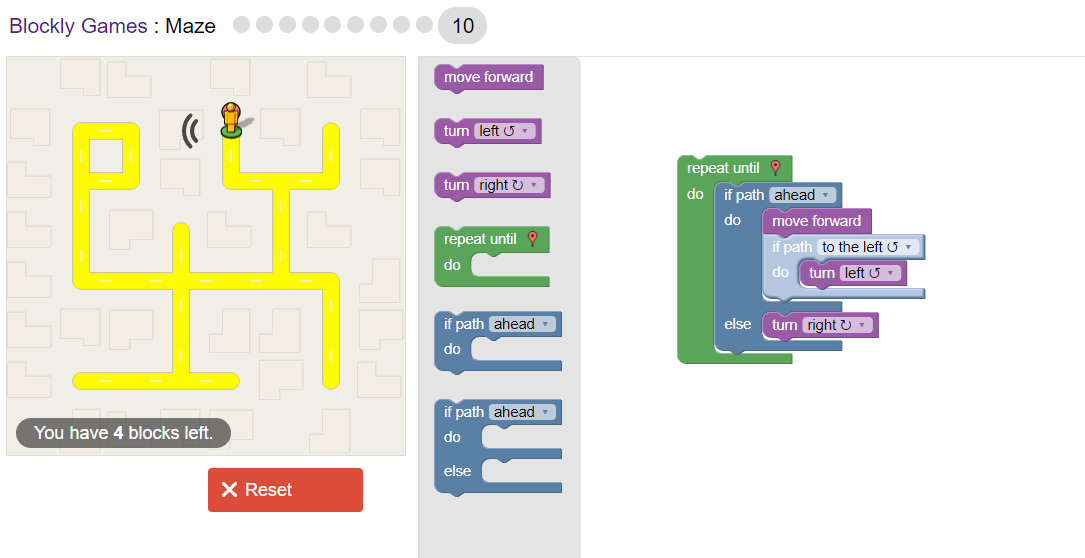 Blockly Games : Maze 10
move forward
turn left ↺ ▾
turn right ↻ ▾
repeat until
do
if path ahead ▾
do
if path ahead ▾
do
else
repeat until
do if path ahead ▾
do move forward
if path to the left ↺ ▾
do turn left ↺ ▾
else turn right ↻ ▾
You have 4 blocks left.
Reset